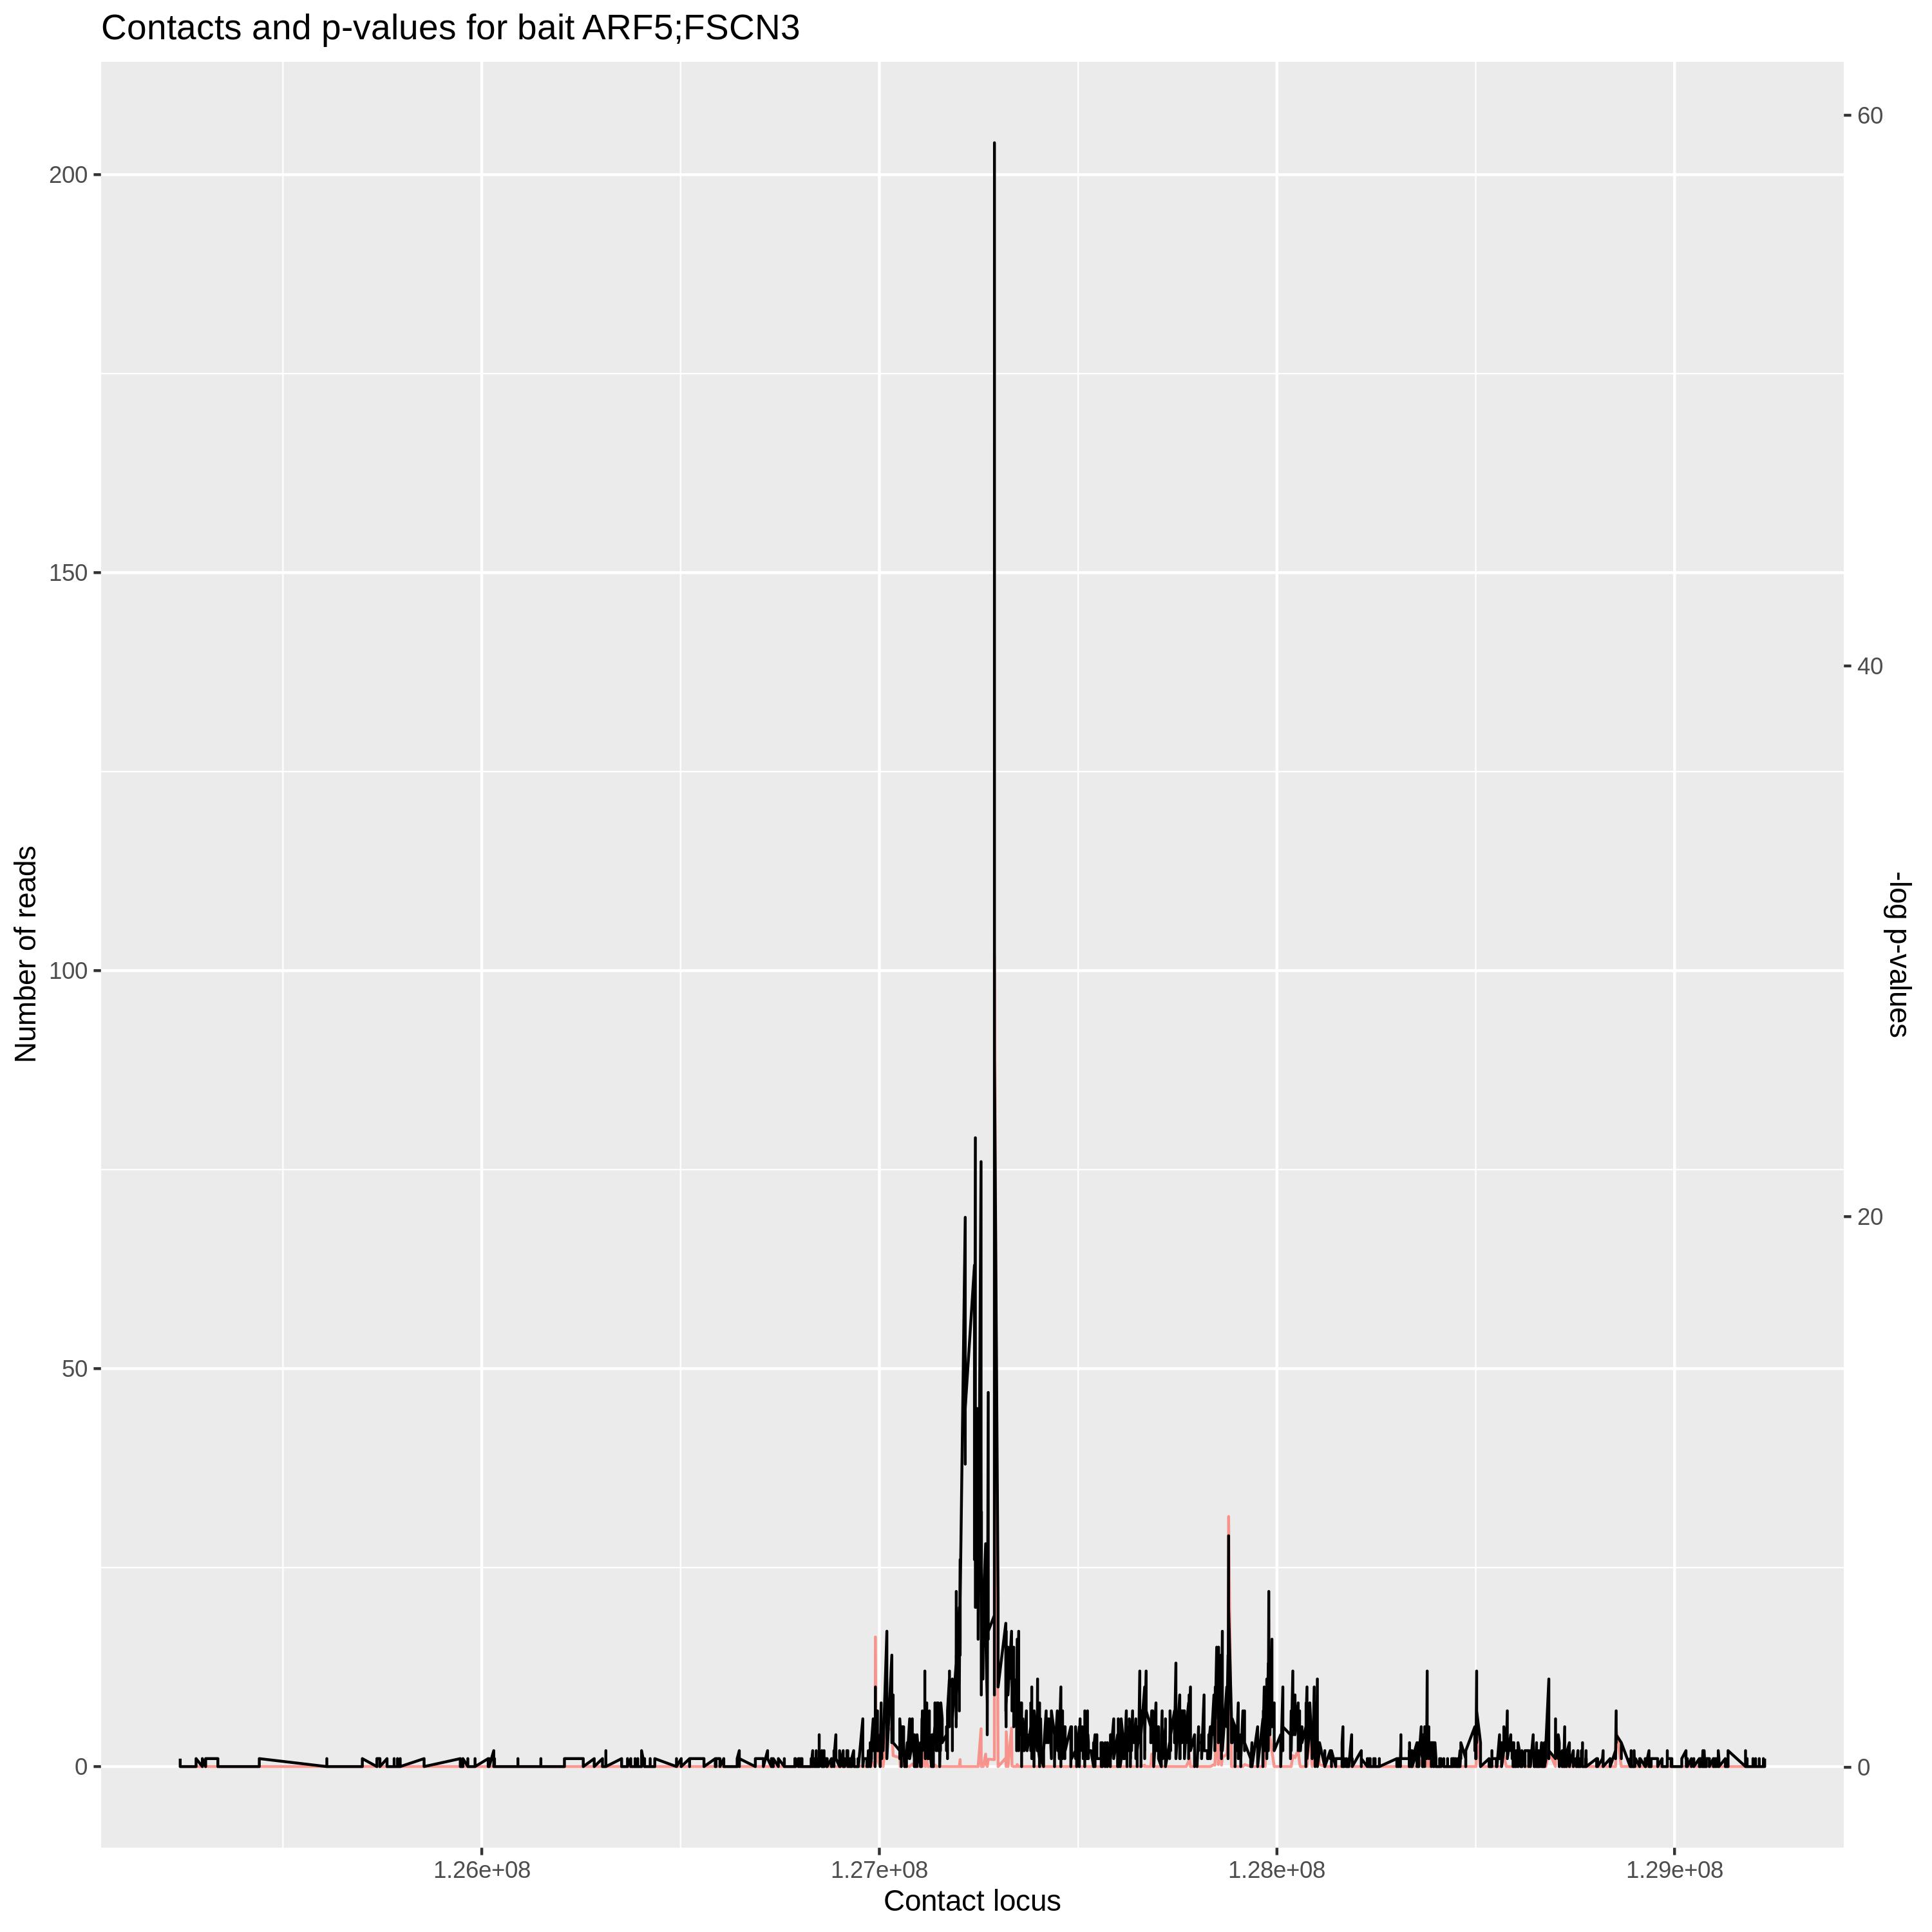 Contacts and p-values for bait ARF5;FSCN3
200
150
100
50
0
Number of reads
60
40
20
0
-log p-values
1.26e+08
1.27e+08
1.28e+08
1.29e+08
Contact locus